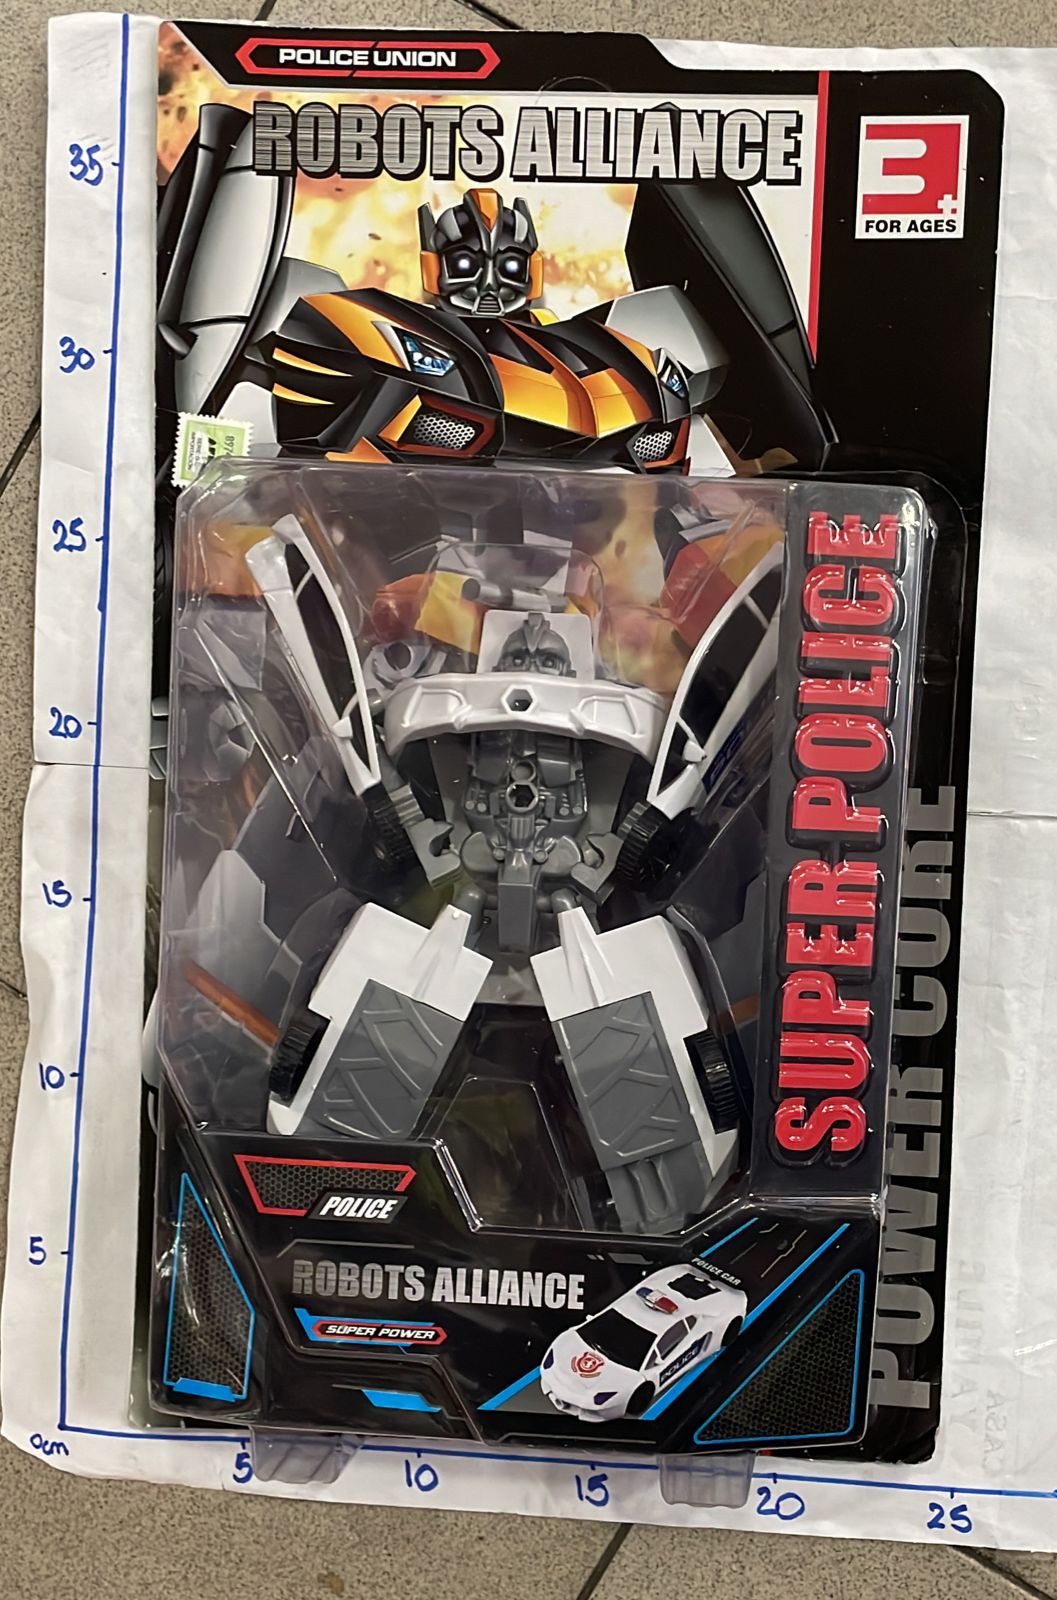 POLICE UNION
ROBOTS ALLIANCE
3+
FOR AGES
35
30
25
20
15
10
5
0cm
5
10
15
20
25
SUPER POLICE
POWER CORE
POLICE
ROBOTS ALLIANCE
SUPER POWER
POLICE CAR
POLICE